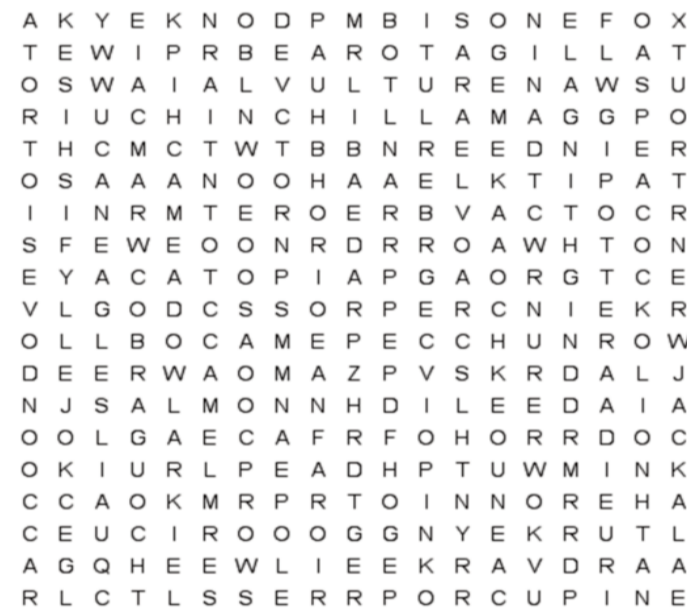 A K Y E K N O D P M B I S O N E F O X
T E W I P R B E A R O T A G I L L A T
O S W A I A L V U L T U R E N A W S U
R I U C H I N C H I L L A M A G G P O
T H C M C T W T B B N R E E D N I E R
O S A A A N O O H A A E L K T I P A T
I I N R M T E R O E R B V A C T O C R
S F E W E O O N R D R R O A W H T O N
E Y A C A T O P I A P G A O R G T C E
V L G O D C S S O R P E R C N I E K R
O L L B O C A M E P E C C H U N R O W
D E E R W A O M A Z P V S K R D A L J
N J S A L M O N N H D I L E E D A I A
O O L G A E C A F R F O H O R R D O C
O K I U R L P E A D H P T U W M I N K
C C A O K M R P R T O I N N O R E H A
C E U C I R O O O G G N Y E K R U T L
A G Q H E E W L I E E K R A V D R A A
R L C T L S S E R R P O R C U P I N E